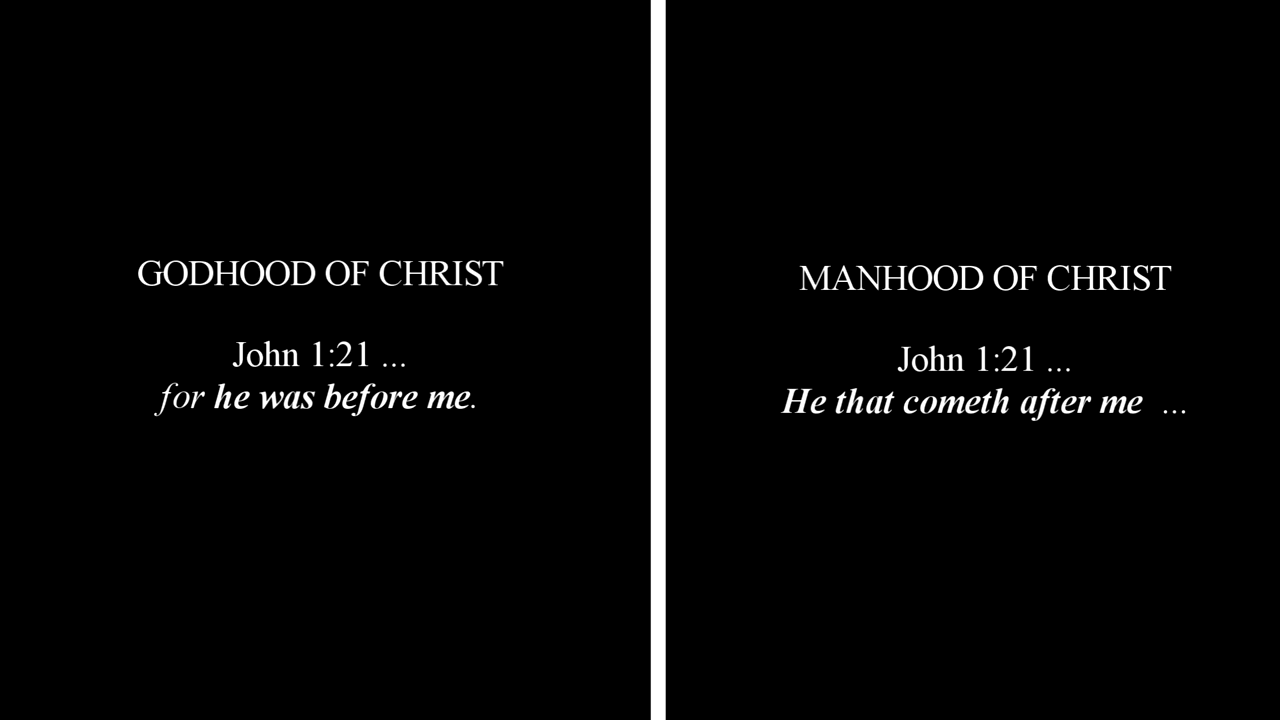 GODHOOD OF CHRIST
John 1:21 ...
for he was before me.
MANHOOD OF CHRIST
John 1:21 ...
He that cometh after me ...